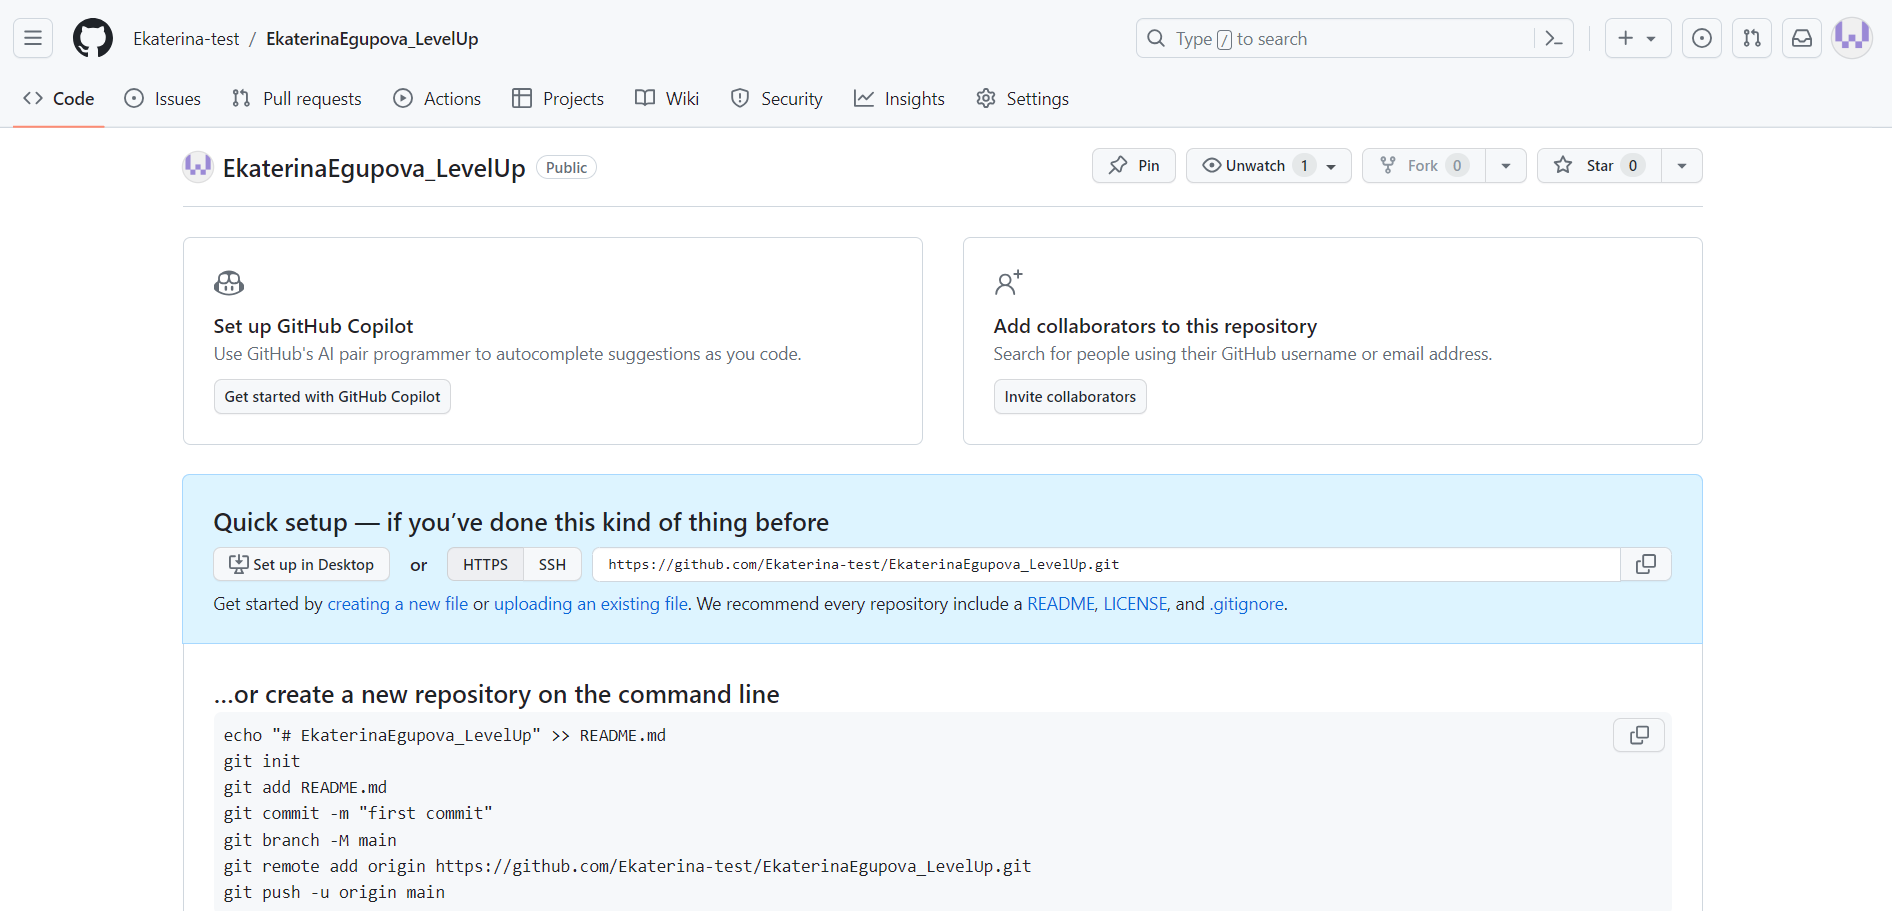 Ekaterina-test / EkaterinaEgupova_LevelUp
Type / to search
Code Issues Pull requests Actions Projects Wiki Security Insights Settings
EkaterinaEgupova_LevelUp Public
Pin Unwatch 1 Fork 0 Star 0
Set up GitHub Copilot
Use GitHub's AI pair programmer to autocomplete suggestions as you code.
Get started with GitHub Copilot
Add collaborators to this repository
Search for people using their GitHub username or email address.
Invite collaborators
Quick setup — if you’ve done this kind of thing before
Set up in Desktop or HTTPS SSH https://github.com/Ekaterina-test/EkaterinaEgupova_LevelUp.git
Get started by creating a new file or uploading an existing file. We recommend every repository include a README, LICENSE, and .gitignore.
…or create a new repository on the command line
echo "# EkaterinaEgupova_LevelUp" >> README.md
git init
git add README.md
git commit -m "first commit"
git branch -M main
git remote add origin https://github.com/Ekaterina-test/EkaterinaEgupova_LevelUp.git
git push -u origin main